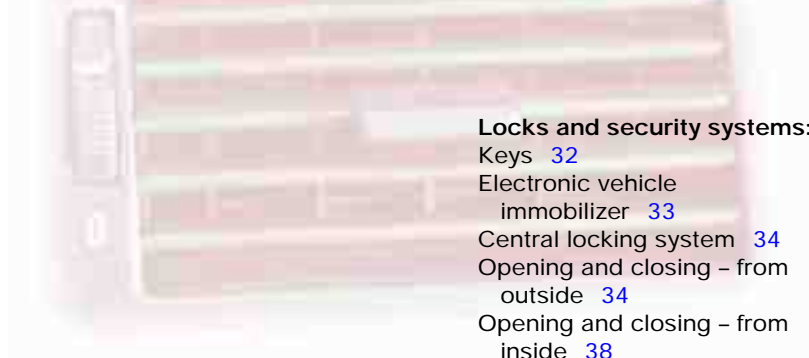 Locks and security systems:
Keys 32
Electronic vehicle
immobilizer 33
Central locking system 34
Opening and closing – from
outside 34
Opening and closing – from
inside 38